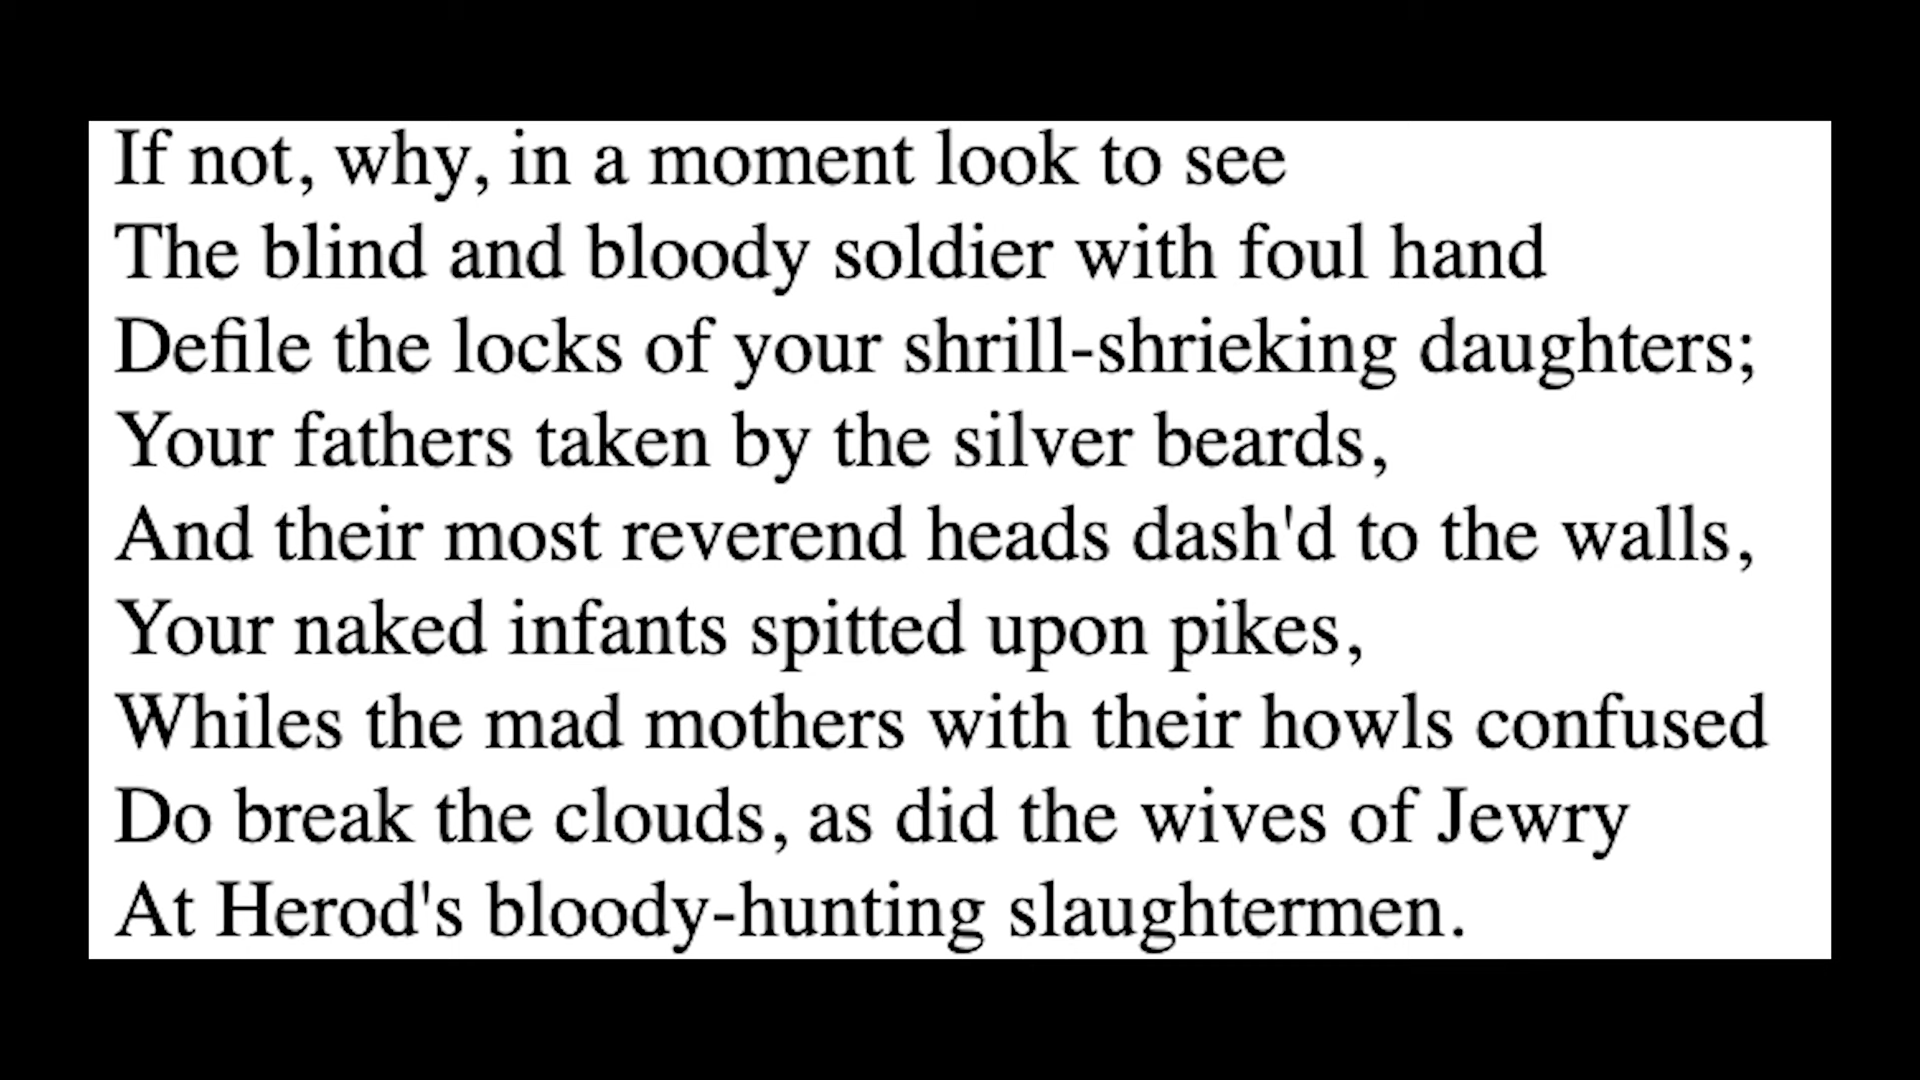 If not, why, in a moment look to see
The blind and bloody soldier with foul hand
Defile the locks of your shrill-shrieking daughters;
Your fathers taken by the silver beards,
And their most reverend heads dash'd to the walls,
Your naked infants spitted upon pikes,
Whiles the mad mothers with their howls confused
Do break the clouds, as did the wives of Jewry
At Herod's bloody-hunting slaughtermen.